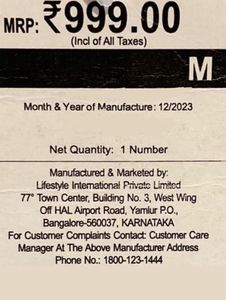 MRP: ₹999.00
(Incl of All Taxes)
M
Month & Year of Manufacture: 12/2023
Net Quantity: 1 Number
Manufactured & Marketed by:
Lifestyle International Private Limited
77° Town Center, Building No. 3, West Wing
Off HAL Airport Road, Yamlur P.O.,
Bangalore-560037, KARNATAKA
For Customer Complaints Contact: Customer Care
Manager At The Above Manufacturer Address
Phone No.: 1800-123-1444